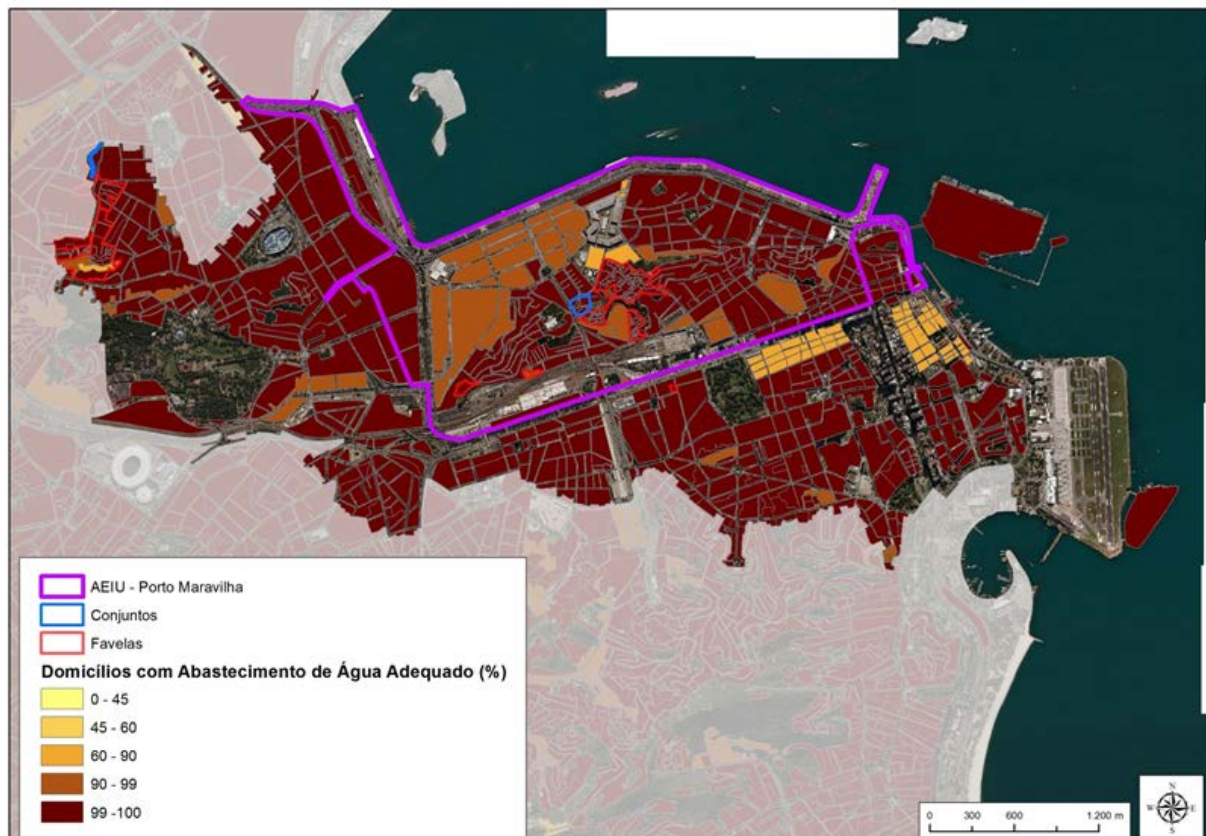 AEIU - Porto Maravilha
Conjuntos
Favelas
Domicílios com Abastecimento de Água Adequado (%)
0 - 45
45 - 60
60 - 90
90 - 99
99 -100
0 300 600 1.200 m
N
W E
S